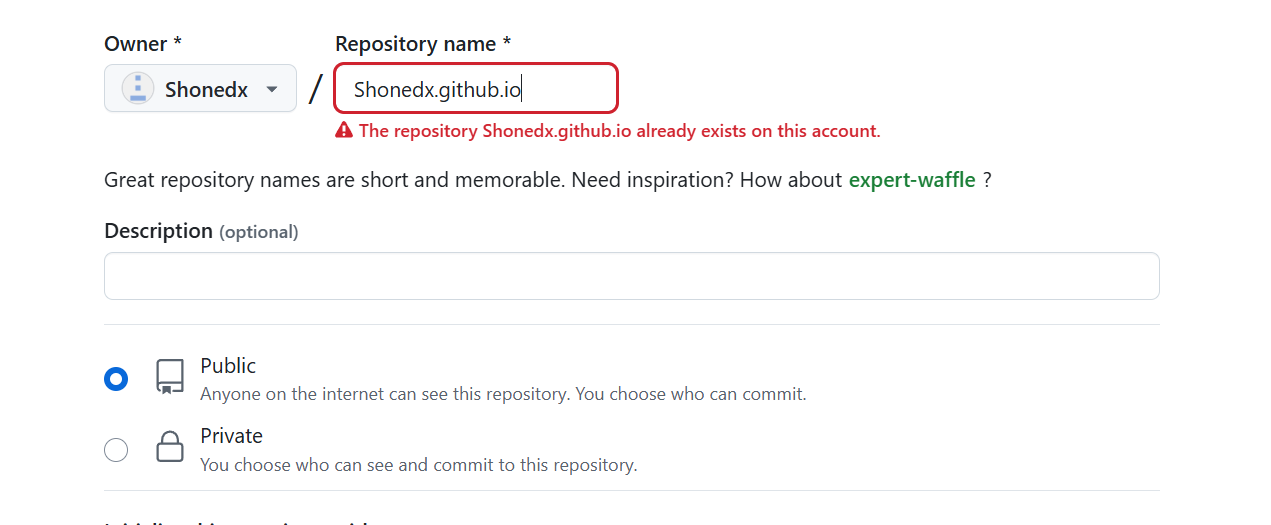 Owner *
Repository name *
Shonedx
/
Shonedx.github.io
The repository Shonedx.github.io already exists on this account.
Great repository names are short and memorable. Need inspiration? How about expert-waffle ?
Description (optional)
Public
Anyone on the internet can see this repository. You choose who can commit.
Private
You choose who can see and commit to this repository.